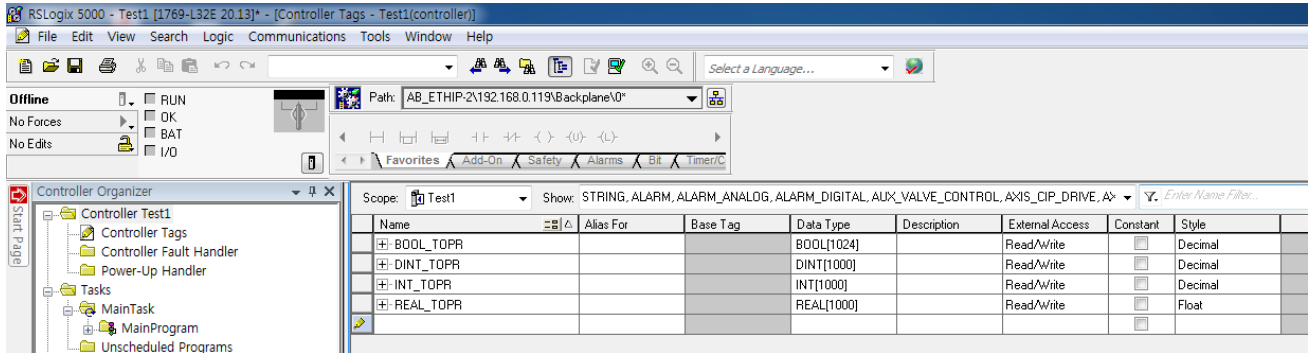 RSLogix 5000 - Test1 [1769-L32E 20.13]* - [Controller Tags - Test1(controller)]
File Edit View Search Logic Communications Tools Window Help
Select a Language...
Offline RUN
No Forces OK
No Edits BAT
I/O
Path: AB_ETHIP-2\192.168.0.119\Backplane\0*
Favorites Add-On Safety Alarms Bit Timer/C
Start Page
Controller Organizer
Controller Test1
Controller Tags
Controller Fault Handler
Power-Up Handler
Tasks
MainTask
MainProgram
Unscheduled Programs
Scope: Test1 Show: STRING, ALARM, ALARM_ANALOG, ALARM_DIGITAL, AUX_VALVE_CONTROL, AXIS_CIP_DRIVE, AX Enter Name Filter...
Name Alias For Base Tag Data Type Description External Access Constant Style
BOOL_TOPR BOOL[1024] Read/Write Decimal
DINT_TOPR DINT[1000] Read/Write Decimal
INT_TOPR INT[1000] Read/Write Decimal
REAL_TOPR REAL[1000] Read/Write Float